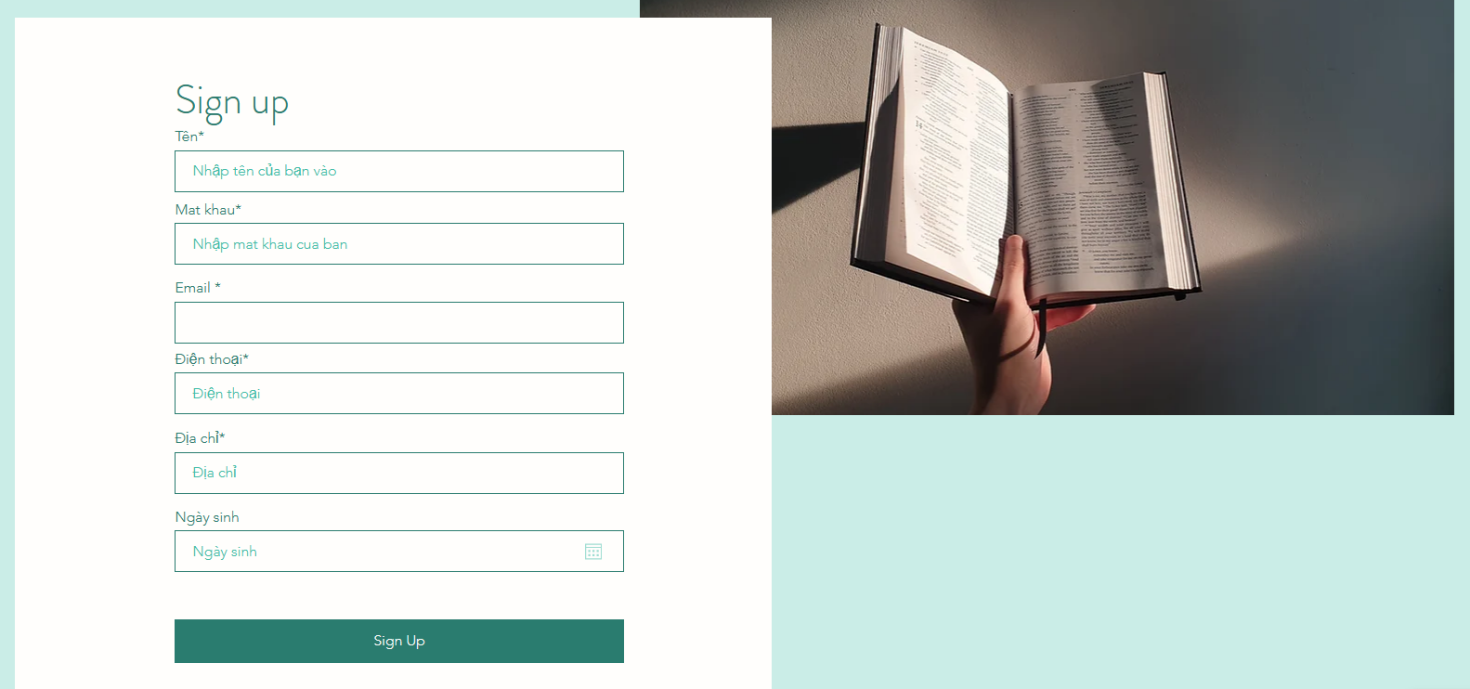 Sign up
Tên*
Nhập tên của bạn vào
Mat khau*
Nhập mat khau cua ban
Email *
Điện thoại*
Điện thoại
Địa chỉ*
Địa chỉ
Ngày sinh
Ngày sinh
Sign Up